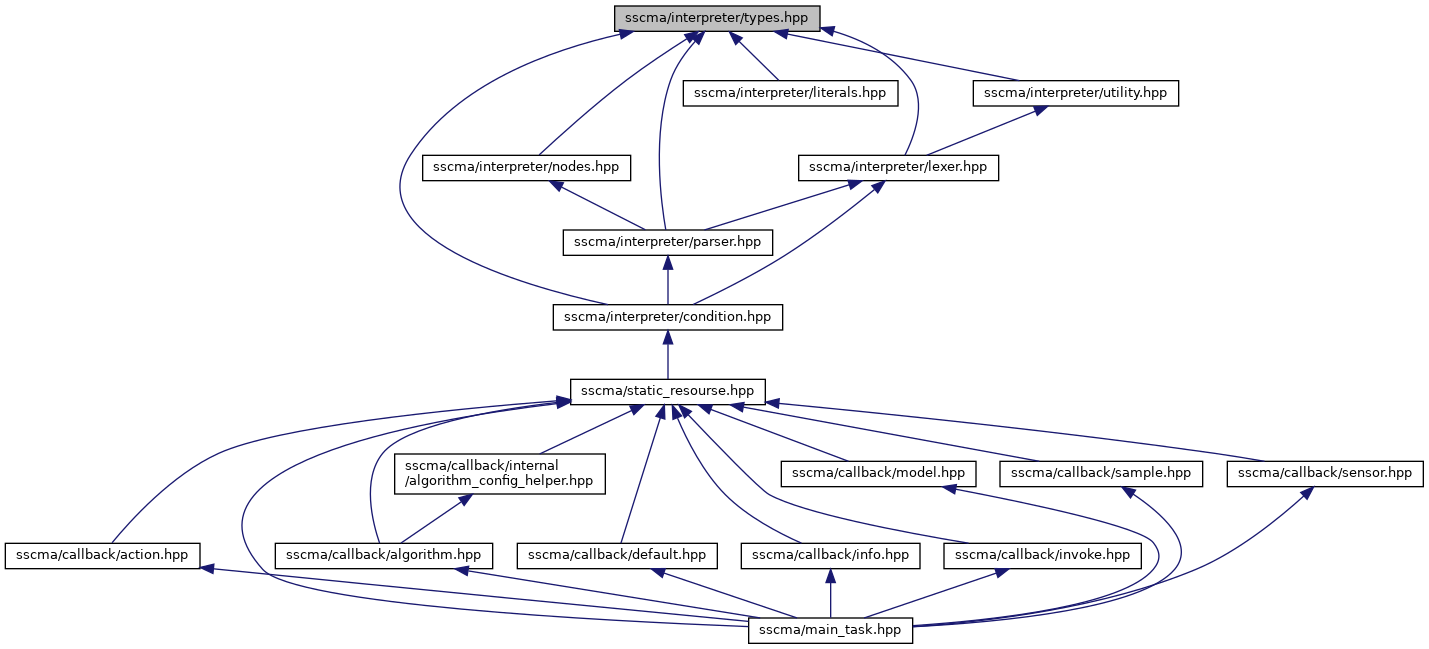 sscma/interpreter/types.hpp
sscma/interpreter/literals.hpp
sscma/interpreter/utility.hpp
sscma/interpreter/nodes.hpp
sscma/interpreter/lexer.hpp
sscma/interpreter/parser.hpp
sscma/interpreter/condition.hpp
sscma/static_resourse.hpp
sscma/callback/internal
/algorithm_config_helper.hpp
sscma/callback/model.hpp
sscma/callback/sample.hpp
sscma/callback/sensor.hpp
sscma/callback/action.hpp
sscma/callback/algorithm.hpp
sscma/callback/default.hpp
sscma/callback/info.hpp
sscma/callback/invoke.hpp
sscma/main_task.hpp